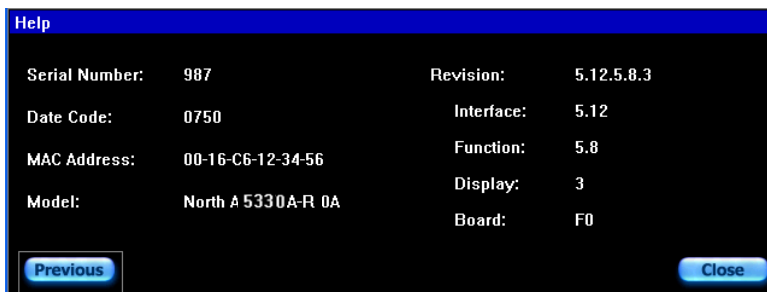 Help
Serial Number: 987
Date Code: 0750
MAC Address: 00-16-C6-12-34-56
Model: North A 5330A-R 0A
Revision: 5.12.5.8.3
Interface: 5.12
Function: 5.8
Display: 3
Board: F0
Previous
Close